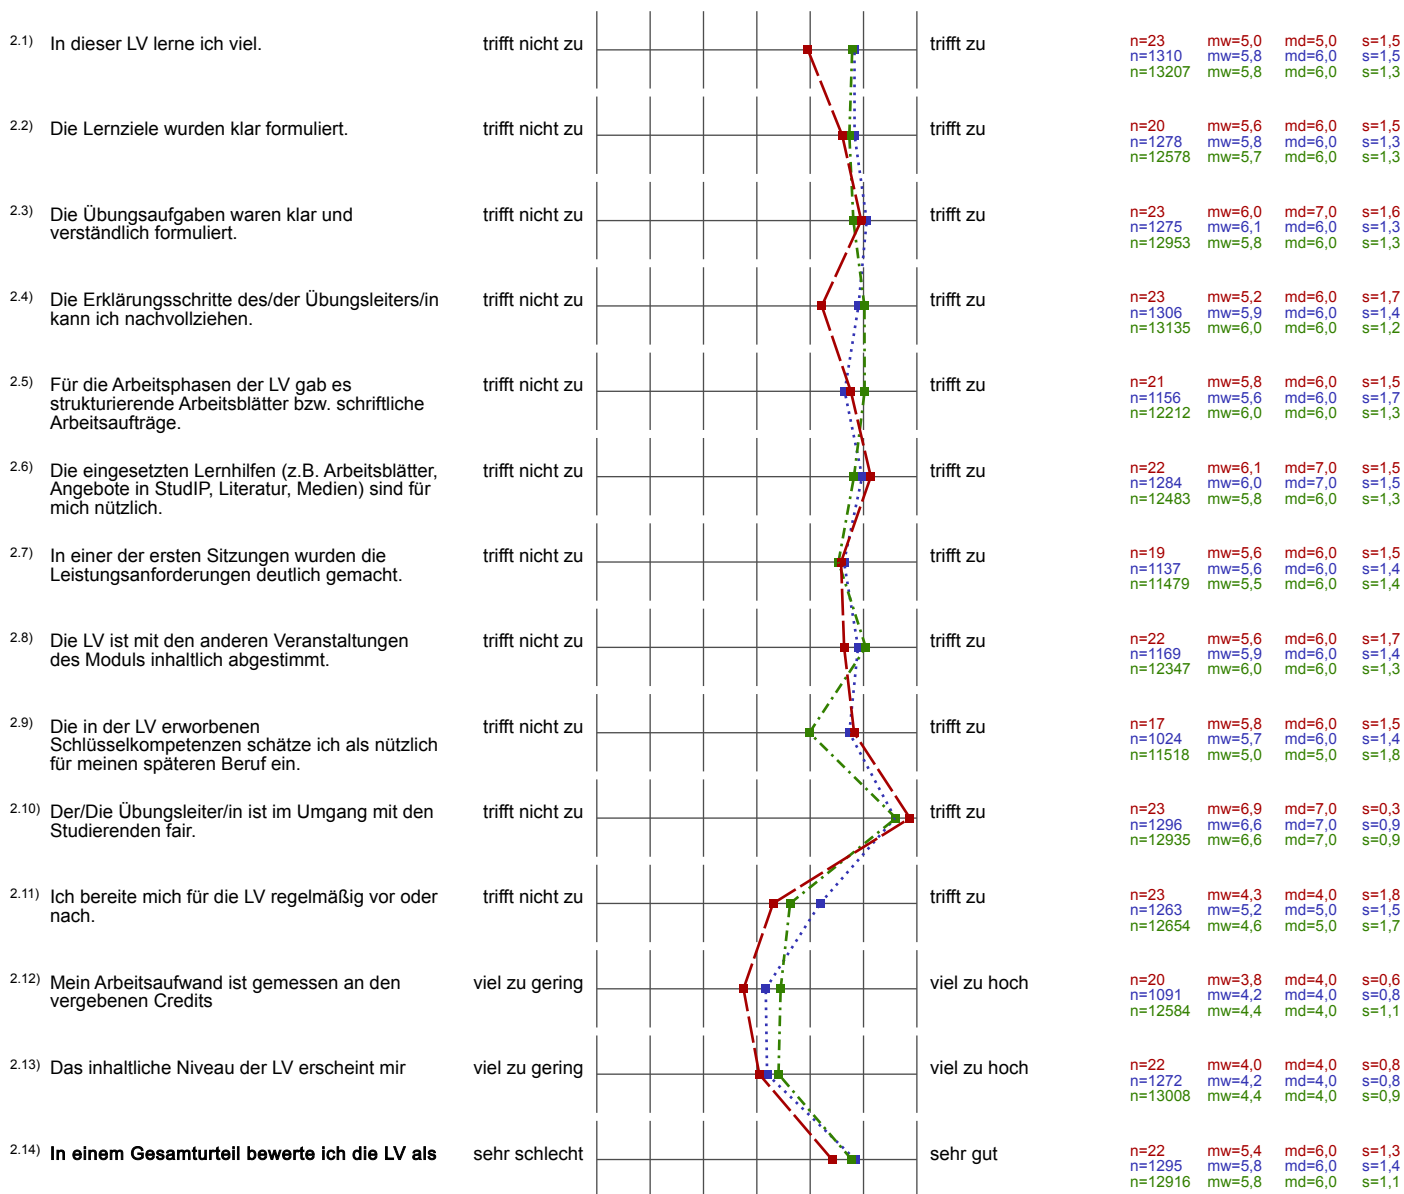 2.1) In dieser LV lerne ich viel. trifft nicht zu trifft zu n=23 mw=5,0 md=5,0 s=1,5
n=1310 mw=5,8 md=6,0 s=1,5
n=13207 mw=5,8 md=6,0 s=1,3
2.2) Die Lernziele wurden klar formuliert. trifft nicht zu trifft zu n=20 mw=5,6 md=6,0 s=1,5
n=1278 mw=5,8 md=6,0 s=1,3
n=12578 mw=5,7 md=6,0 s=1,3
2.3) Die Übungsaufgaben waren klar und trifft nicht zu trifft zu n=23 mw=6,0 md=7,0 s=1,6
verständlich formuliert. n=1275 mw=6,1 md=6,0 s=1,3
n=12953 mw=5,8 md=6,0 s=1,3
2.4) Die Erklärungsschritte des/der Übungsleiters/in trifft nicht zu trifft zu n=23 mw=5,2 md=6,0 s=1,7
kann ich nachvollziehen. n=1306 mw=5,9 md=6,0 s=1,4
n=13135 mw=6,0 md=6,0 s=1,2
2.5) Für die Arbeitsphasen der LV gab es trifft nicht zu trifft zu n=21 mw=5,8 md=6,0 s=1,5
strukturierende Arbeitsblätter bzw. schriftliche n=1156 mw=5,6 md=6,0 s=1,7
Arbeitsaufträge. n=12212 mw=6,0 md=6,0 s=1,3
2.6) Die eingesetzten Lernhilfen (z.B. Arbeitsblätter, trifft nicht zu trifft zu n=22 mw=6,1 md=7,0 s=1,5
Angebote in StudIP, Literatur, Medien) sind für n=1284 mw=6,0 md=7,0 s=1,5
mich nützlich. n=12483 mw=5,8 md=6,0 s=1,3
2.7) In einer der ersten Sitzungen wurden die trifft nicht zu trifft zu n=19 mw=5,6 md=6,0 s=1,5
Leistungsanforderungen deutlich gemacht. n=1137 mw=5,6 md=6,0 s=1,4
n=11479 mw=5,5 md=6,0 s=1,4
2.8) Die LV ist mit den anderen Veranstaltungen trifft nicht zu trifft zu n=22 mw=5,6 md=6,0 s=1,7
des Moduls inhaltlich abgestimmt. n=1169 mw=5,9 md=6,0 s=1,4
n=12347 mw=6,0 md=6,0 s=1,3
2.9) Die in der LV erworbenen trifft nicht zu trifft zu n=17 mw=5,8 md=6,0 s=1,5
Schlüsselkompetenzen schätze ich als nützlich n=1024 mw=5,7 md=6,0 s=1,4
für meinen späteren Beruf ein. n=11518 mw=5,0 md=5,0 s=1,8
2.10) Der/Die Übungsleiter/in ist im Umgang mit den trifft nicht zu trifft zu n=23 mw=6,9 md=7,0 s=0,3
Studierenden fair. n=1296 mw=6,6 md=7,0 s=0,9
n=12935 mw=6,6 md=7,0 s=0,9
2.11) Ich bereite mich für die LV regelmäßig vor oder trifft nicht zu trifft zu n=23 mw=4,3 md=4,0 s=1,8
nach. n=1263 mw=5,2 md=5,0 s=1,5
n=12654 mw=4,6 md=5,0 s=1,7
2.12) Mein Arbeitsaufwand ist gemessen an den viel zu gering viel zu hoch n=20 mw=3,8 md=4,0 s=0,6
vergebenen Credits n=1091 mw=4,2 md=4,0 s=0,8
n=12584 mw=4,4 md=4,0 s=1,1
2.13) Das inhaltliche Niveau der LV erscheint mir viel zu gering viel zu hoch n=22 mw=4,0 md=4,0 s=0,8
n=1272 mw=4,2 md=4,0 s=0,8
n=13008 mw=4,4 md=4,0 s=0,9
2.14) In einem Gesamturteil bewerte ich die LV als sehr schlecht sehr gut n=22 mw=5,4 md=6,0 s=1,3
n=1295 mw=5,8 md=6,0 s=1,4
n=12916 mw=5,8 md=6,0 s=1,1